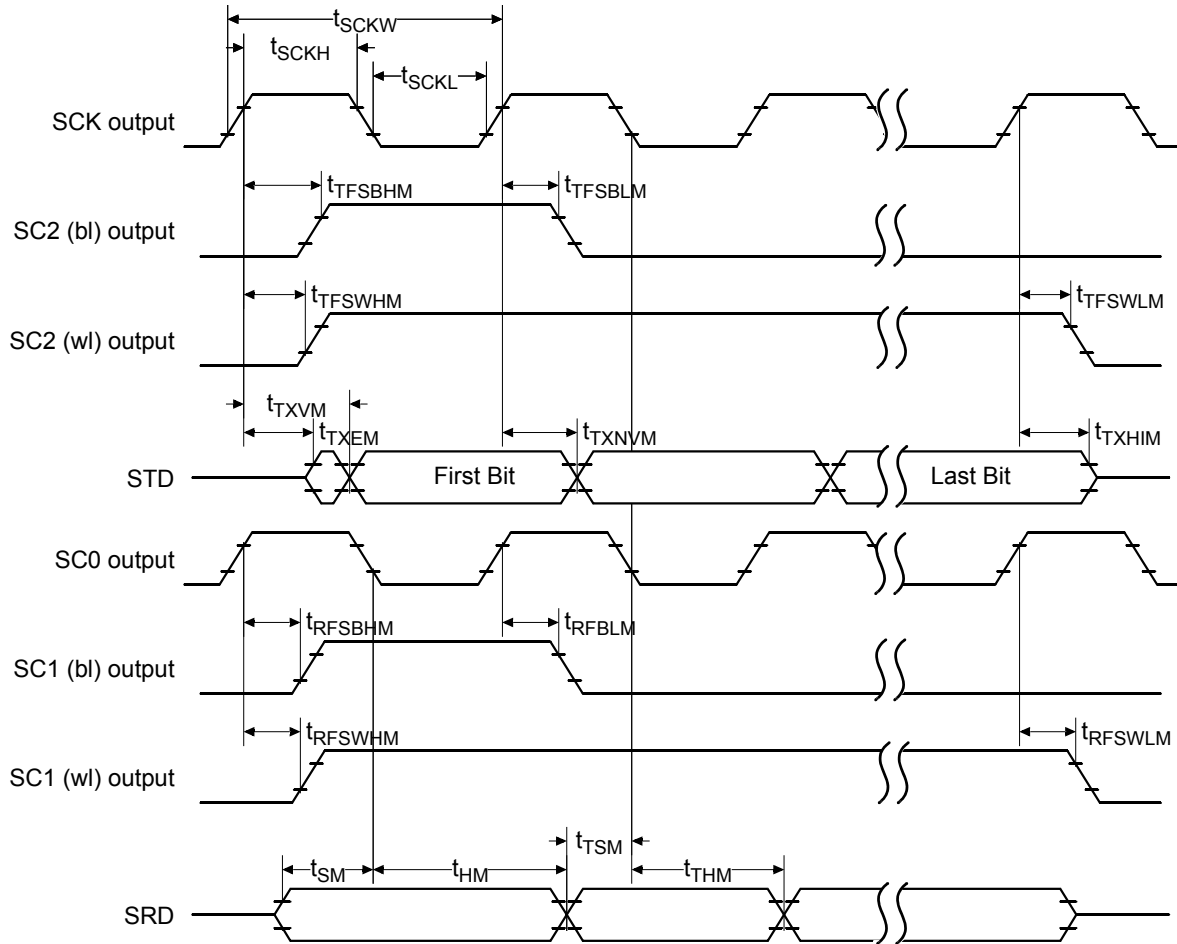 tSCKW
tSCKH
tSCKL
SCK output
tTFSBHM
tTFSBLM
SC2 (bl) output
tTFSWHM
tTFSWLM
SC2 (wl) output
tTXVM
tTXEM
tTXNVM
tTXHIM
STD
First Bit
Last Bit
SC0 output
tRFSBHM
tRFBLM
SC1 (bl) output
tRFSWHM
tRFSWLM
SC1 (wl) output
tTSM
tSM
tHM
tTHM
SRD